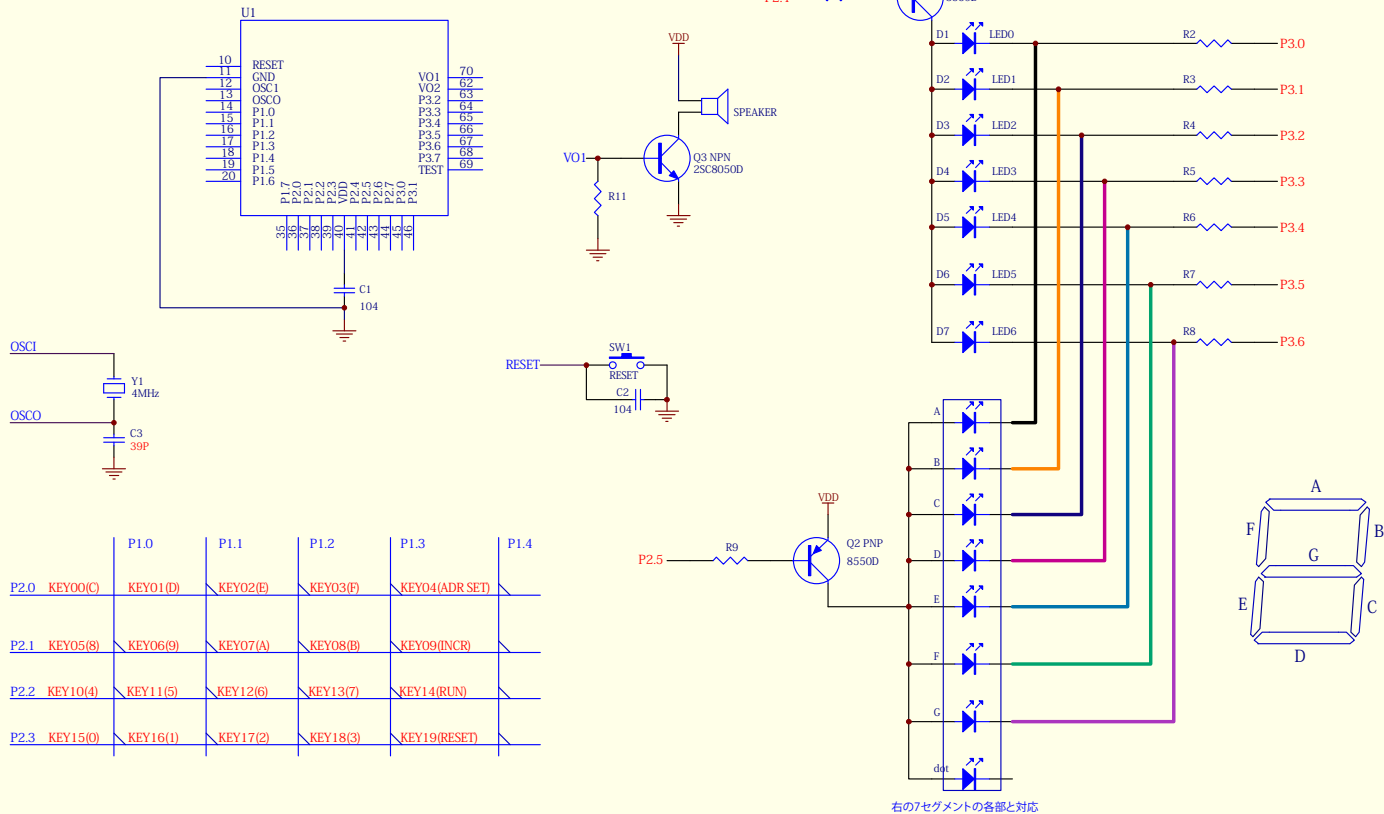 U1
10 RESET
11 GND
12 OSC1
13 OSCO
14 P1.0
15 P1.1
16 P1.2
17 P1.3
18 P1.4
19 P1.5
20 P1.6
VO1 70
VO2 62
P3.2 63
P3.3 64
P3.4 65
P3.5 66
P3.6 67
P3.7 68
TEST 69
P1.7 P2.0 P2.1 P2.2 P2.3 VDD P2.4 P2.5 P2.6 P2.7 P3.0 P3.1
35 36 37 38 39 40 41 42 43 44 45 46
C1
104
VDD
SPEAKER
VO1
Q3 NPN
2SC8050D
R11
D1 LED0 R2 P3.0
D2 LED1 R3 P3.1
D3 LED2 R4 P3.2
D4 LED3 R5 P3.3
D5 LED4 R6 P3.4
D6 LED5 R7 P3.5
D7 LED6 R8 P3.6
OSCI
Y1
4MHz
OSCO
C3
39P
RESET
SW1
RESET
C2
104
P1.0 P1.1 P1.2 P1.3 P1.4
P2.0 KEY00(C) KEY01(D) KEY02(E) KEY03(F) KEY04(ADR SET)
P2.1 KEY05(8) KEY06(9) KEY07(A) KEY08(B) KEY09(INCR)
P2.2 KEY10(4) KEY11(5) KEY12(6) KEY13(7) KEY14(RUN)
P2.3 KEY15(0) KEY16(1) KEY17(2) KEY18(3) KEY19(RESET)
VDD
P2.5 R9
Q2 PNP
8550D
A
B
C
D
E
F
G
dot
右の7セグメントの各部と対応
A
F B
G
E C
D